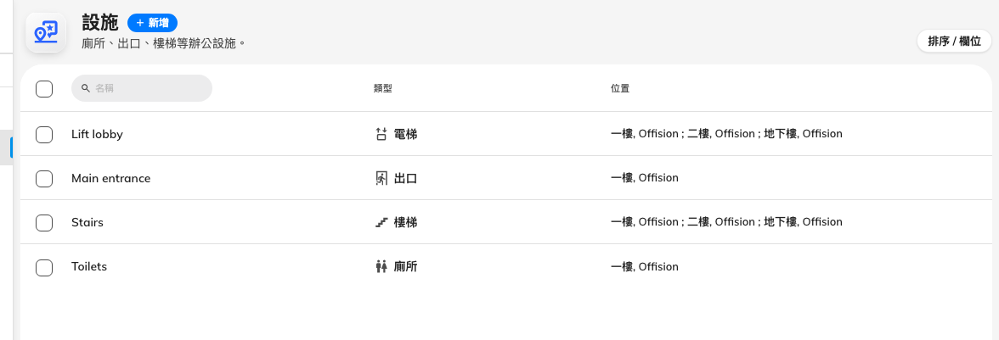 設施 + 新增
廁所、出口、樓梯等辦公設施。
排序 / 欄位
名稱 類型 位置
Lift lobby 電梯 一樓, Offision ; 二樓, Offision ; 地下樓, Offision
Main entrance 出口 一樓, Offision
Stairs 樓梯 一樓, Offision ; 二樓, Offision ; 地下樓, Offision
Toilets 廁所 一樓, Offision